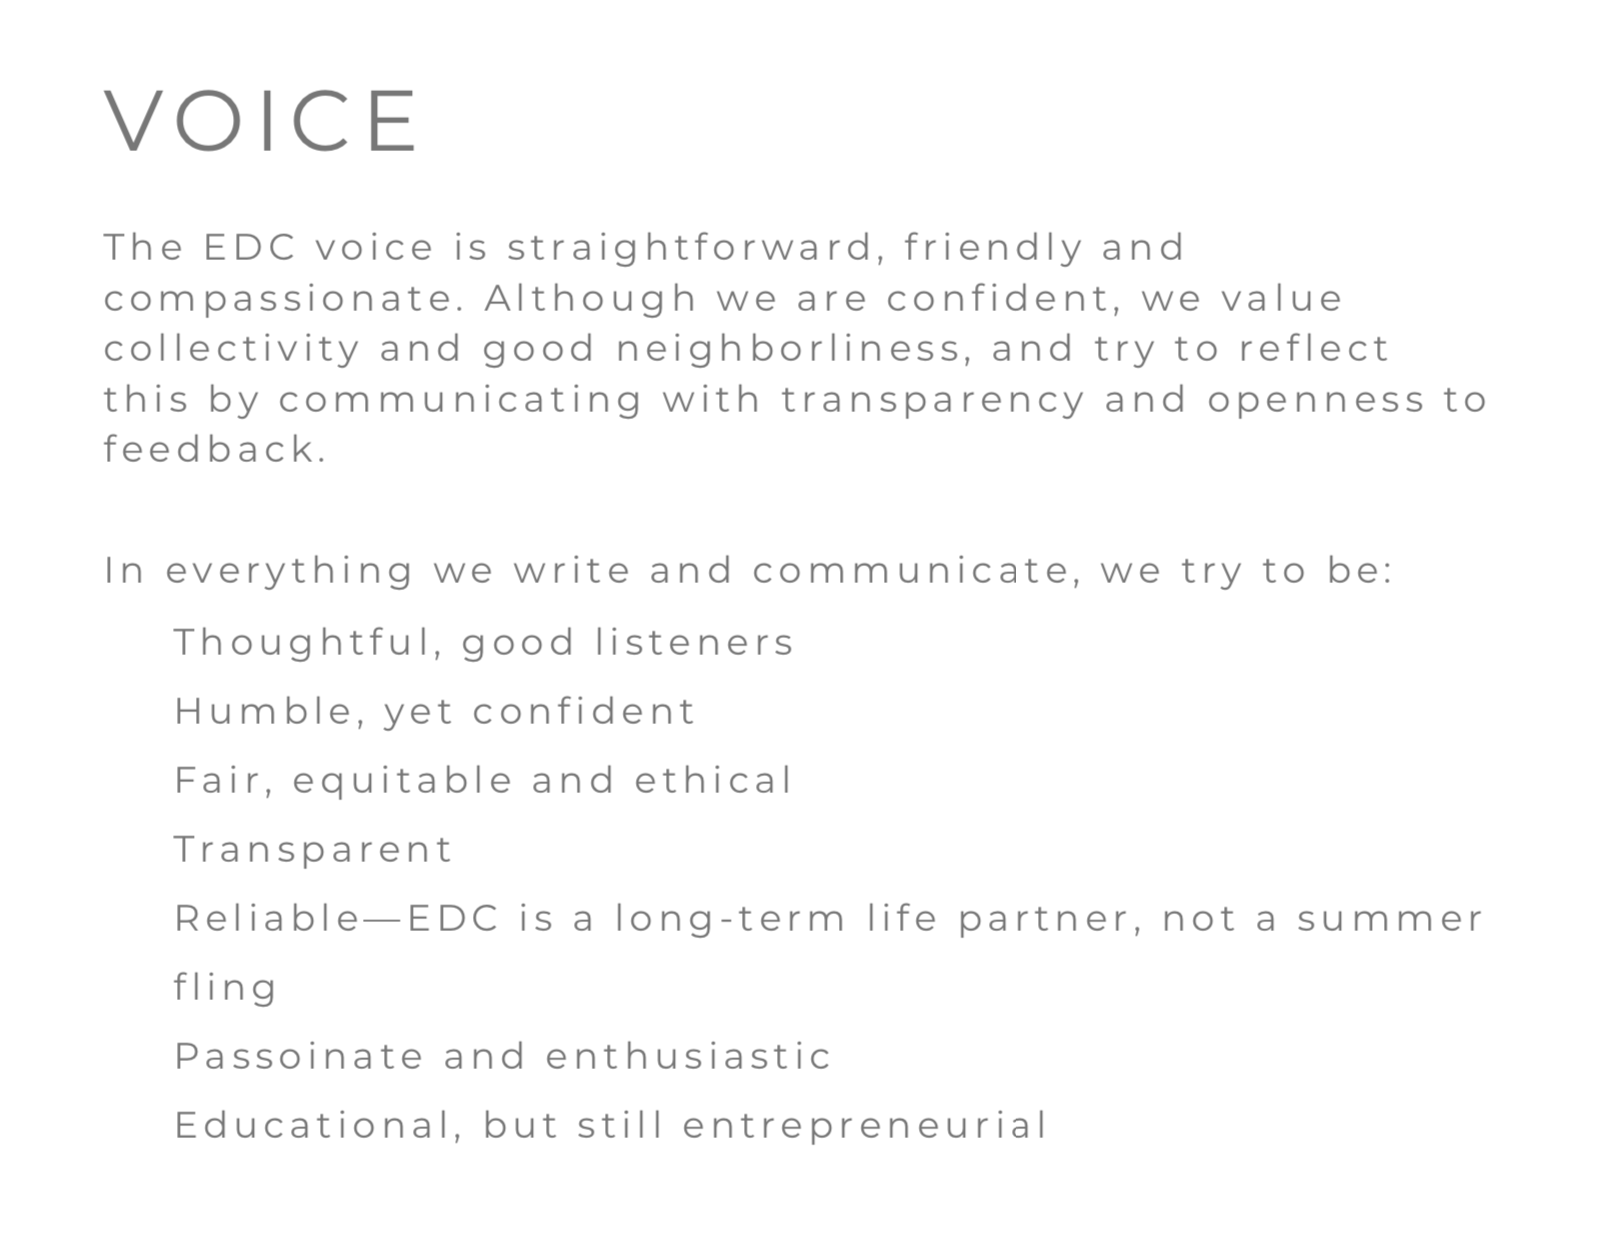 VOICE
The EDC voice is straightforward, friendly and
compassionate. Although we are confident, we value
collectivity and good neighborliness, and try to reflect
this by communicating with transparency and openness to
feedback.
In everything we write and communicate, we try to be:
Thoughtful, good listeners
Humble, yet confident
Fair, equitable and ethical
Transparent
Reliable—EDC is a long-term life partner, not a summer
fling
Passoinate and enthusiastic
Educational, but still entrepreneurial